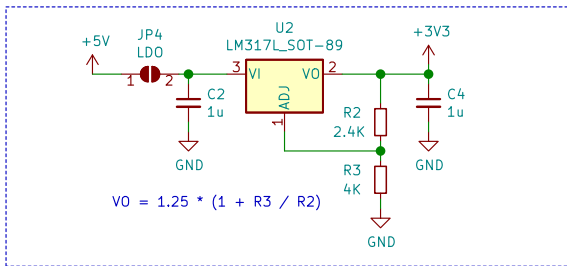 U2
JP4
+3V3
+5V
LDO
LM317L_SOT-89
3
VI
VO
2
1
2
C2
ADJ
C4
1u
1u
R2
1
2.4K
GND
GND
R3
4K
VO = 1.25 * (1 + R3 / R2)
GND